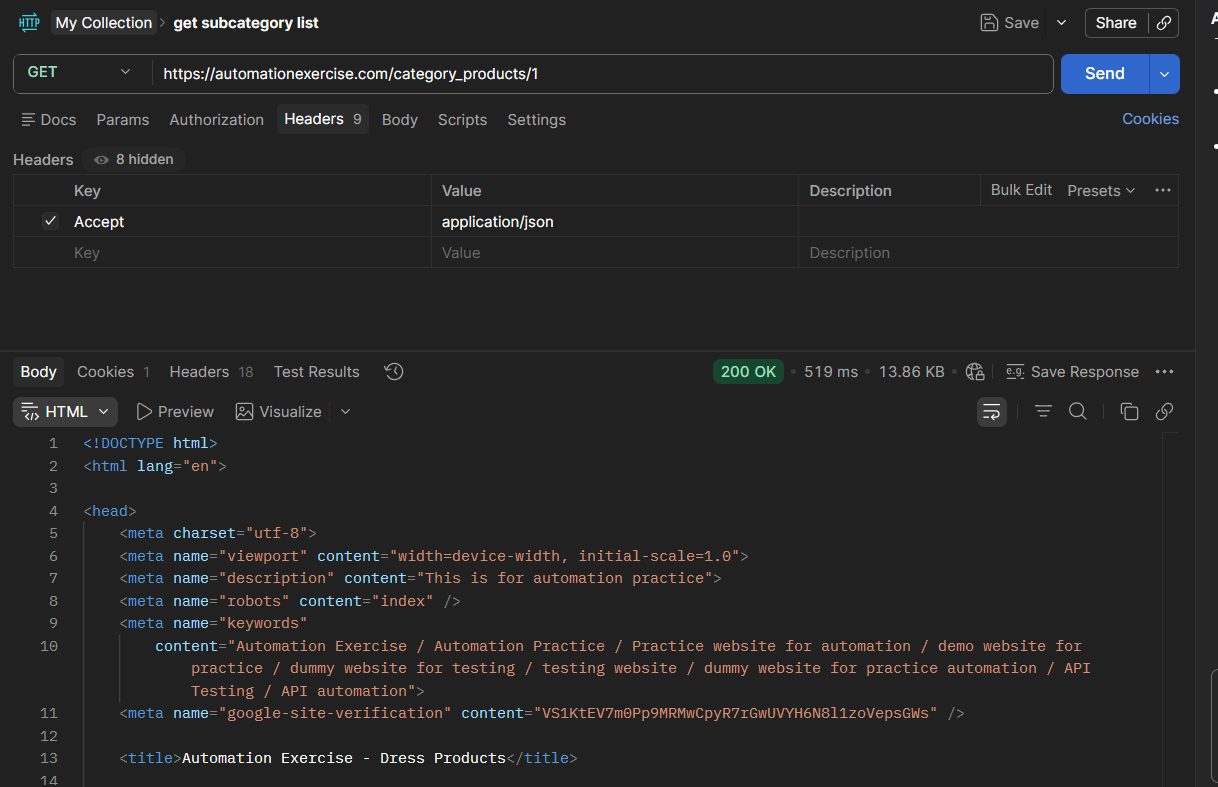 HTTP My Collection > get subcategory list Save Share
GET https://automationexercise.com/category_products/1 Send
Docs Params Authorization Headers 9 Body Scripts Settings Cookies
Headers 8 hidden
Key Value Description Bulk Edit Presets ...
Accept application/json
Key Value Description
Body Cookies 1 Headers 18 Test Results 200 OK • 519 ms • 13.86 KB • e.g. Save Response ...
HTML Preview Visualize
1 <!DOCTYPE html>
2 <html lang="en">
3
4 <head>
5 <meta charset="utf-8">
6 <meta name="viewport" content="width=device-width, initial-scale=1.0">
7 <meta name="description" content="This is for automation practice">
8 <meta name="robots" content="index" />
9 <meta name="keywords"
10 content="Automation Exercise / Automation Practice / Practice website for automation / demo website for
practice / dummy website for testing / testing website / dummy website for practice automation / API
Testing / API automation">
11 <meta name="google-site-verification" content="VS1KtEV7m0Pp9MRMwCpyR7rGwUVYH6N8l1zoVepsGWs" />
12
13 <title>Automation Exercise - Dress Products</title>
14